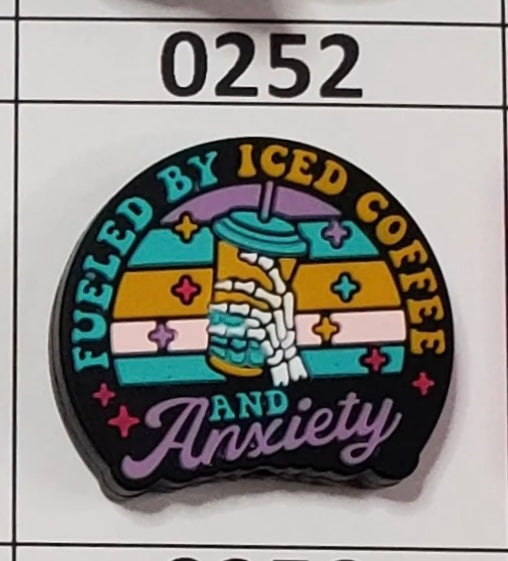 0252
FUELED BY ICED COFFEE
AND
Anxiety